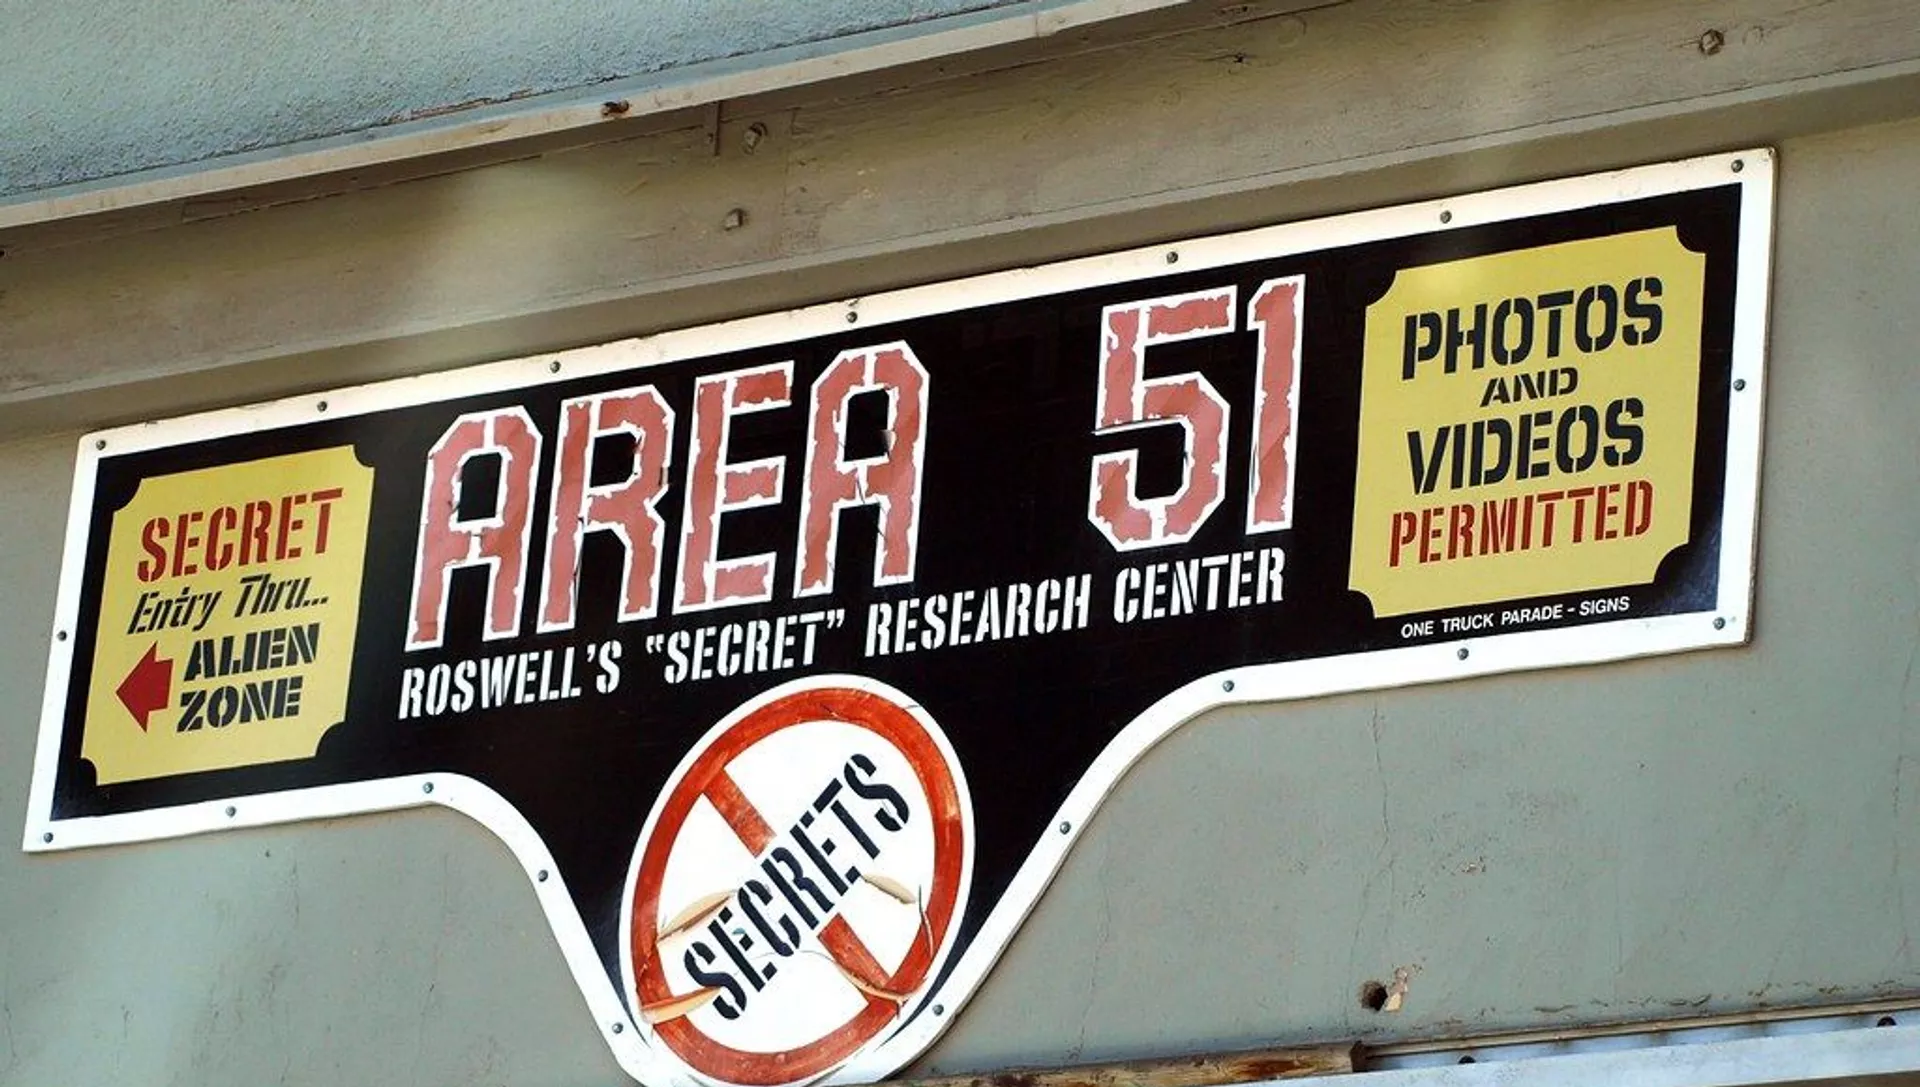 SECRET
Entry Thru...
ALIEN
ZONE
AREA 51
ROSWELL'S "SECRET" RESEARCH CENTER
SECRETS
PHOTOS
AND
VIDEOS
PERMITTED
ONE TRUCK PARADE - SIGNS